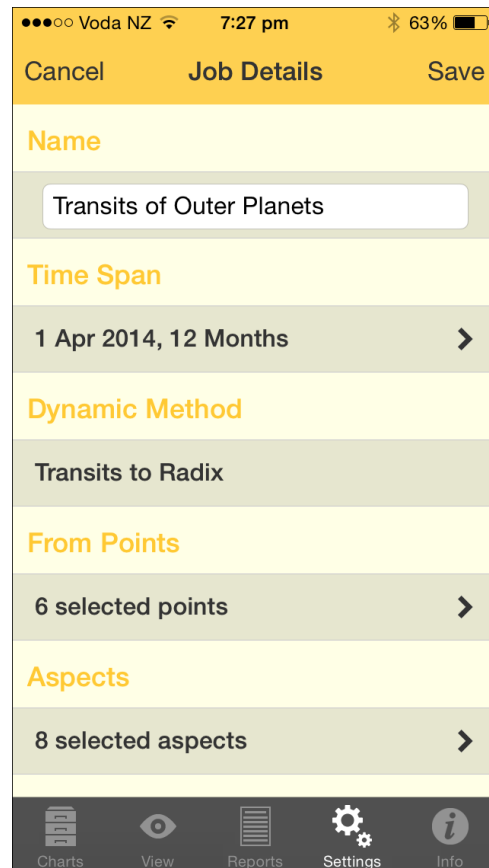 Voda NZ 7:27 pm 63%
Cancel Job Details Save
Name
Transits of Outer Planets
Time Span
1 Apr 2014, 12 Months
Dynamic Method
Transits to Radix
From Points
6 selected points
Aspects
8 selected aspects
Charts View Reports Settings Info